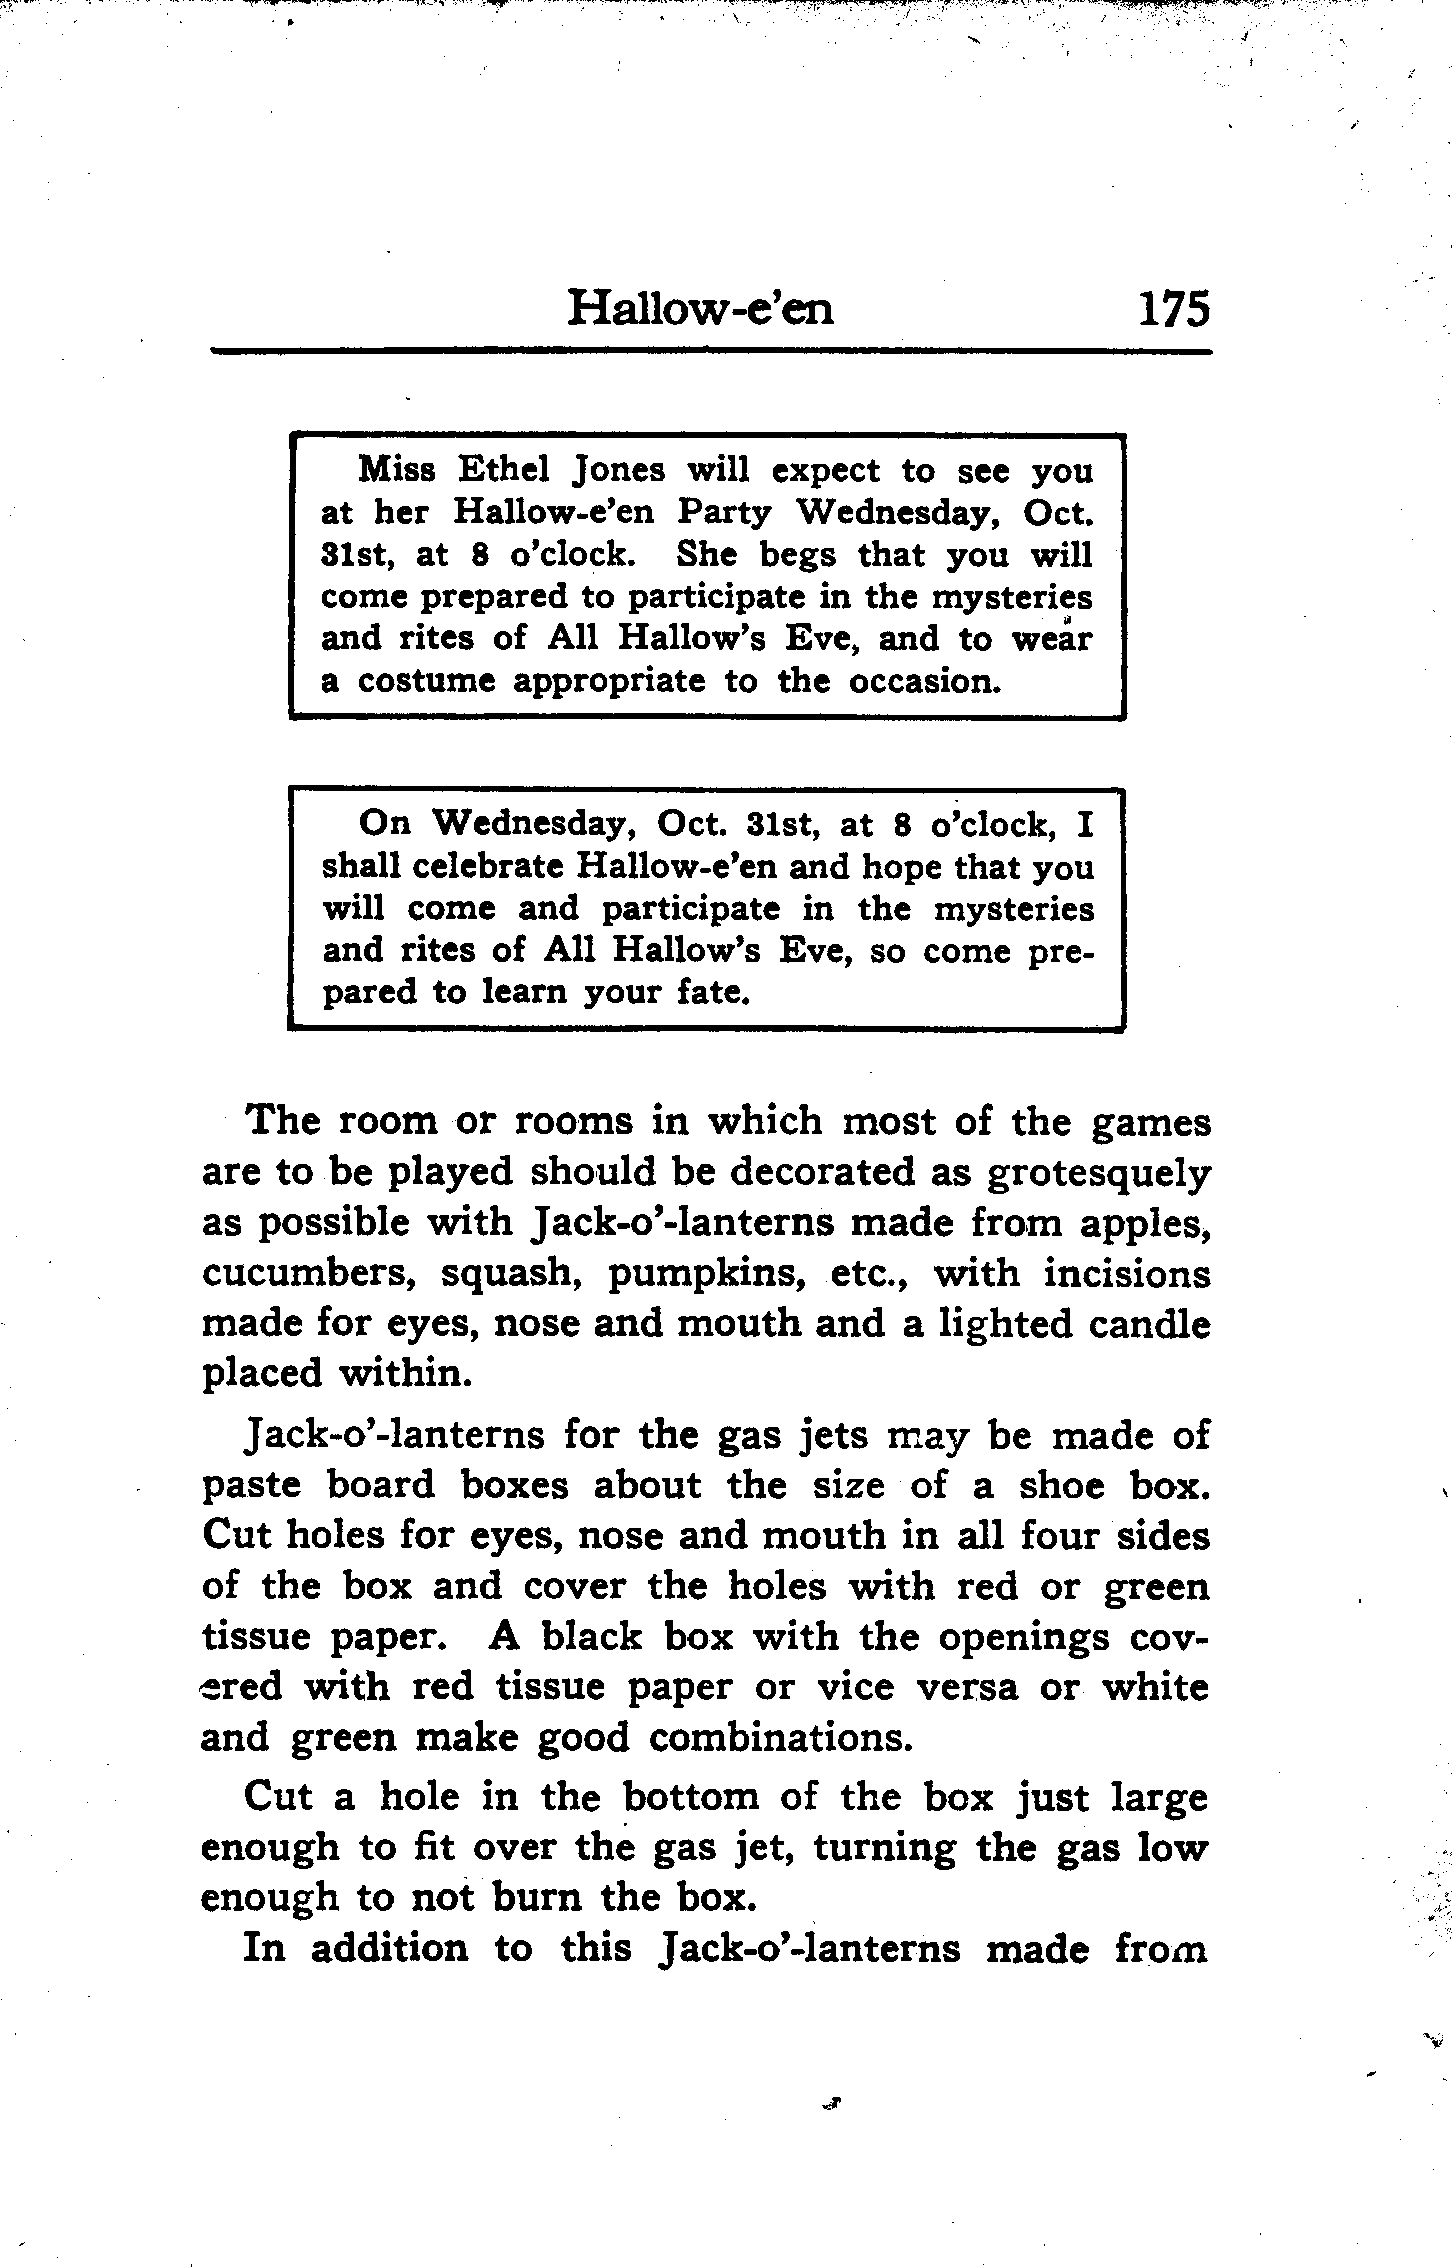 Hallow-e'en 175
Miss Ethel Jones will expect to see you
at her Hallow-e'en Party Wednesday, Oct.
31st, at 8 o'clock. She begs that you will
come prepared to participate in the mysteries
and rites of All Hallow's Eve, and to wear
a costume appropriate to the occasion.
On Wednesday, Oct. 31st, at 8 o'clock, I
shall celebrate Hallow-e'en and hope that you
will come and participate in the mysteries
and rites of All Hallow's Eve, so come pre-
pared to learn your fate.
The room or rooms in which most of the games
are to be played should be decorated as grotesquely
as possible with Jack-o'-lanterns made from apples,
cucumbers, squash, pumpkins, etc., with incisions
made for eyes, nose and mouth and a lighted candle
placed within.
Jack-o'-lanterns for the gas jets may be made of
paste board boxes about the size of a shoe box.
Cut holes for eyes, nose and mouth in all four sides
of the box and cover the holes with red or green
tissue paper. A black box with the openings cov-
ered with red tissue paper or vice versa or white
and green make good combinations.
Cut a hole in the bottom of the box just large
enough to fit over the gas jet, turning the gas low
enough to not burn the box.
In addition to this Jack-o'-lanterns made from